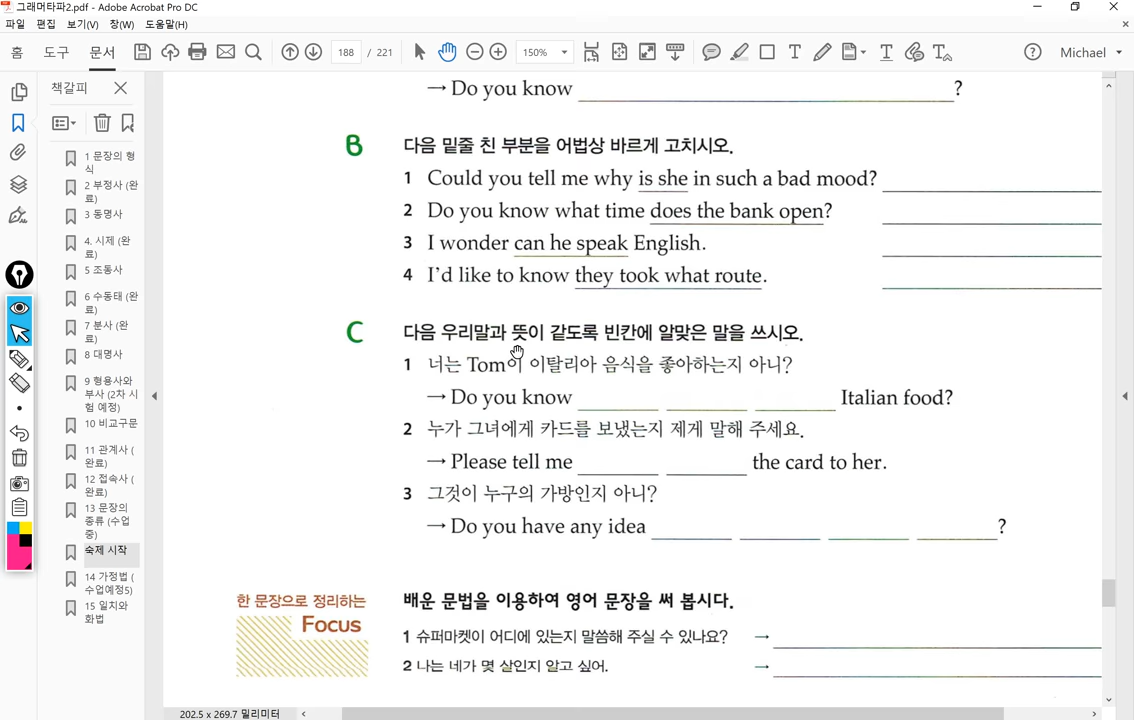 그래머타파2.pdf - Adobe Acrobat Pro DC
파일 편집 보기(V) 창(W) 도움말(H)
홈 도구 문서 188 / 221 150% Michael
책갈피
1 문장의 형식
2 부정사 (완료)
3 동명사
4. 시제 (완료)
5 조동사
6 수동태 (완료)
7 분사 (완료)
8 대명사
9 형용사와 부사 (2차 시험 예정)
10 비교구문
11 관계사 (완료)
12 접속사 (완료)
13 문장의 종류 (수업중)
숙제 시작
14 가정법 (수업예정5)
15 일치와 화법
→ Do you know ?
B 다음 밑줄 친 부분을 어법상 바르게 고치시오.
1 Could you tell me why is she in such a bad mood?
2 Do you know what time does the bank open?
3 I wonder can he speak English.
4 I'd like to know they took what route.
C 다음 우리말과 뜻이 같도록 빈칸에 알맞은 말을 쓰시오.
1 너는 Tom이 이탈리아 음식을 좋아하는지 아니?
→ Do you know Italian food?
2 누가 그녀에게 카드를 보냈는지 제게 말해 주세요.
→ Please tell me the card to her.
3 그것이 누구의 가방인지 아니?
→ Do you have any idea ?
한 문장으로 정리하는
Focus
배운 문법을 이용하여 영어 문장을 써 봅시다.
1 슈퍼마켓이 어디에 있는지 말씀해 주실 수 있나요? →
2 나는 네가 몇 살인지 알고 싶어. →
202.5 x 269.7 밀리미터